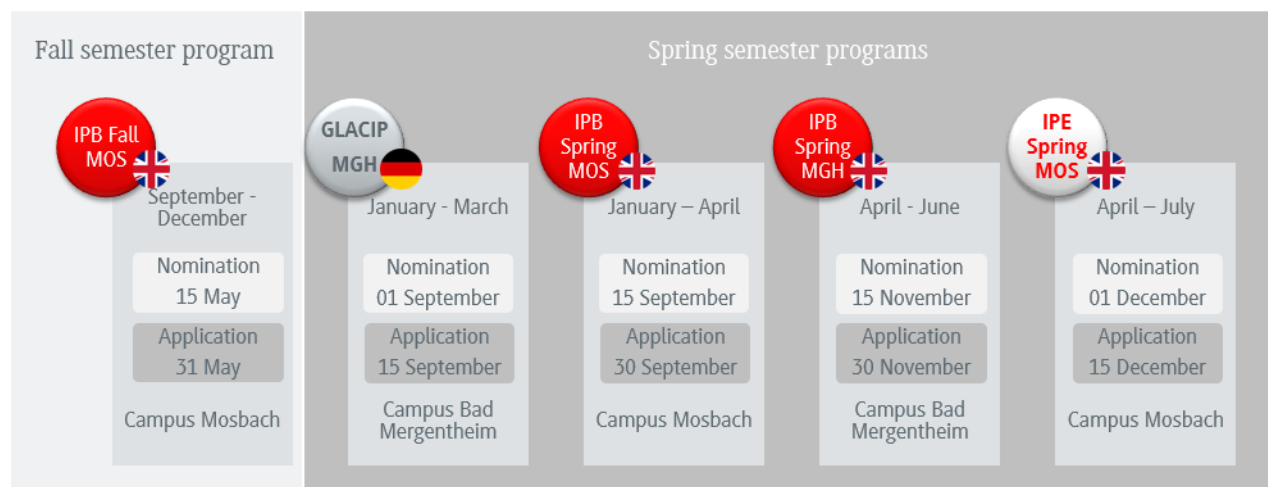 Fall semester program
Spring semester programs
IPB Fall
MOS
September -
December
Nomination
15 May
Application
31 May
Campus Mosbach
GLACIP
MGH
January - March
Nomination
01 September
Application
15 September
Campus Bad
Mergentheim
IPB
Spring
MOS
January – April
Nomination
15 September
Application
30 September
Campus Mosbach
IPB
Spring
MGH
April - June
Nomination
15 November
Application
30 November
Campus Bad
Mergentheim
IPE
Spring
MOS
April – July
Nomination
01 December
Application
15 December
Campus Mosbach